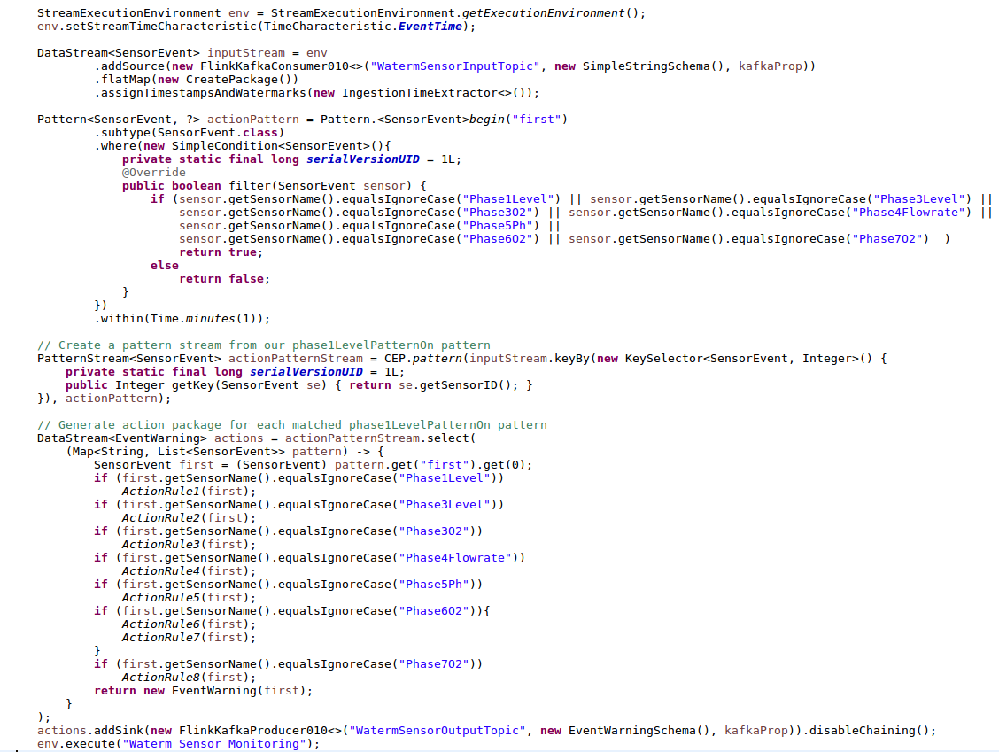 StreamExecutionEnvironment env = StreamExecutionEnvironment.getExecutionEnvironment();
env.setStreamTimeCharacteristic(TimeCharacteristic.EventTime);

DataStream<SensorEvent> inputStream = env
        .addSource(new FlinkKafkaConsumer010<>("WatermSensorInputTopic", new SimpleStringSchema(), kafkaProp))
        .flatMap(new CreatePackage())
        .assignTimestampsAndWatermarks(new IngestionTimeExtractor<>());

Pattern<SensorEvent, ?> actionPattern = Pattern.<SensorEvent>begin("first")
        .subtype(SensorEvent.class)
        .where(new SimpleCondition<SensorEvent>(){
            private static final long serialVersionUID = 1L;
            @Override
            public boolean filter(SensorEvent sensor) {
                if (sensor.getSensorName().equalsIgnoreCase("Phase1Level") || sensor.getSensorName().equalsIgnoreCase("Phase3Level") ||
                    sensor.getSensorName().equalsIgnoreCase("Phase3O2") || sensor.getSensorName().equalsIgnoreCase("Phase4Flowrate") ||
                    sensor.getSensorName().equalsIgnoreCase("Phase5Ph") ||
                    sensor.getSensorName().equalsIgnoreCase("Phase6O2") || sensor.getSensorName().equalsIgnoreCase("Phase7O2")  )
                    return true;
                else
                    return false;
            }
        })
        .within(Time.minutes(1));

// Create a pattern stream from our phase1LevelPatternOn pattern
PatternStream<SensorEvent> actionPatternStream = CEP.pattern(inputStream.keyBy(new KeySelector<SensorEvent, Integer>() {
    private static final long serialVersionUID = 1L;
    public Integer getKey(SensorEvent se) { return se.getSensorID(); }
}), actionPattern);

// Generate action package for each matched phase1LevelPatternOn pattern
DataStream<EventWarning> actions = actionPatternStream.select(
    (Map<String, List<SensorEvent>> pattern) -> {
        SensorEvent first = (SensorEvent) pattern.get("first").get(0);
        if (first.getSensorName().equalsIgnoreCase("Phase1Level"))
            ActionRule1(first);
        if (first.getSensorName().equalsIgnoreCase("Phase3Level"))
            ActionRule2(first);
        if (first.getSensorName().equalsIgnoreCase("Phase3O2"))
            ActionRule3(first);
        if (first.getSensorName().equalsIgnoreCase("Phase4Flowrate"))
            ActionRule4(first);
        if (first.getSensorName().equalsIgnoreCase("Phase5Ph"))
            ActionRule5(first);
        if (first.getSensorName().equalsIgnoreCase("Phase6O2")){
            ActionRule6(first);
            ActionRule7(first);
        }
        if (first.getSensorName().equalsIgnoreCase("Phase7O2"))
            ActionRule8(first);
        return new EventWarning(first);
    }
);
actions.addSink(new FlinkKafkaProducer010<>("WatermSensorOutputTopic", new EventWarningSchema(), kafkaProp)).disableChaining();
env.execute("Waterm Sensor Monitoring");